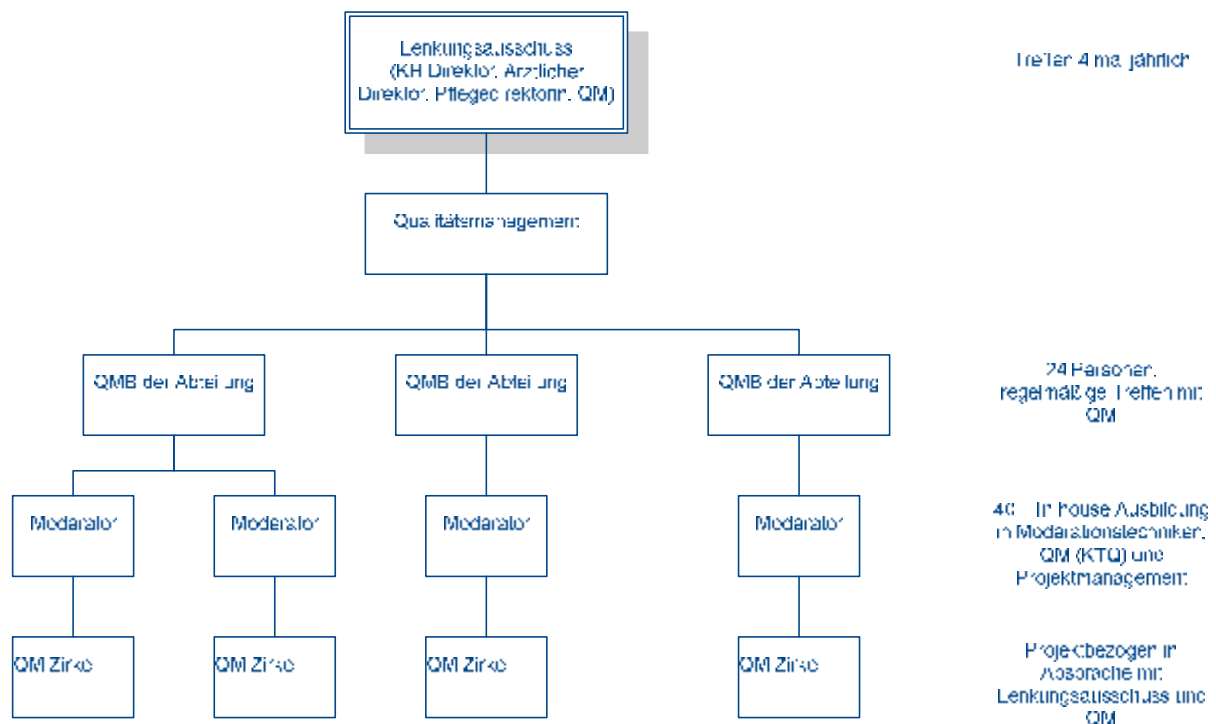 Lenkungsausschuss
(KH Direktor, Ärztlicher
Direktor, Pflegedirektorin, QM)
Treffen 4 mal jährlich
Qualitätsmanagement
QMB der Abteilung
QMB der Abteilung
QMB der Abteilung
24 Personen,
regelmäßige Treffen mit
QM
Moderator
Moderator
Moderator
Moderator
40 In house Ausbildung
in Moderationstechniken,
QM (KTQ) und
Projektmanagement
QM Zirkel
QM Zirkel
QM Zirkel
QM Zirkel
Projektbezogen in
Absprache mit
Lenkungsausschuss und
QM